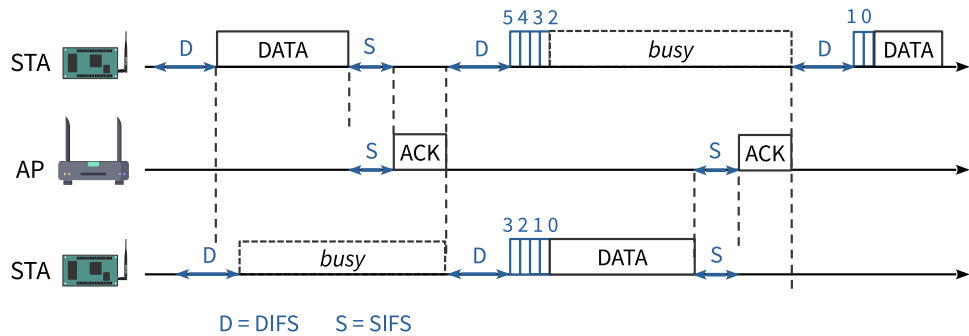 5 4 3 2
1 0
STA D DATA S D busy D DATA
AP S ACK S ACK
3 2 1 0
STA D busy D DATA S
D = DIFS S = SIFS